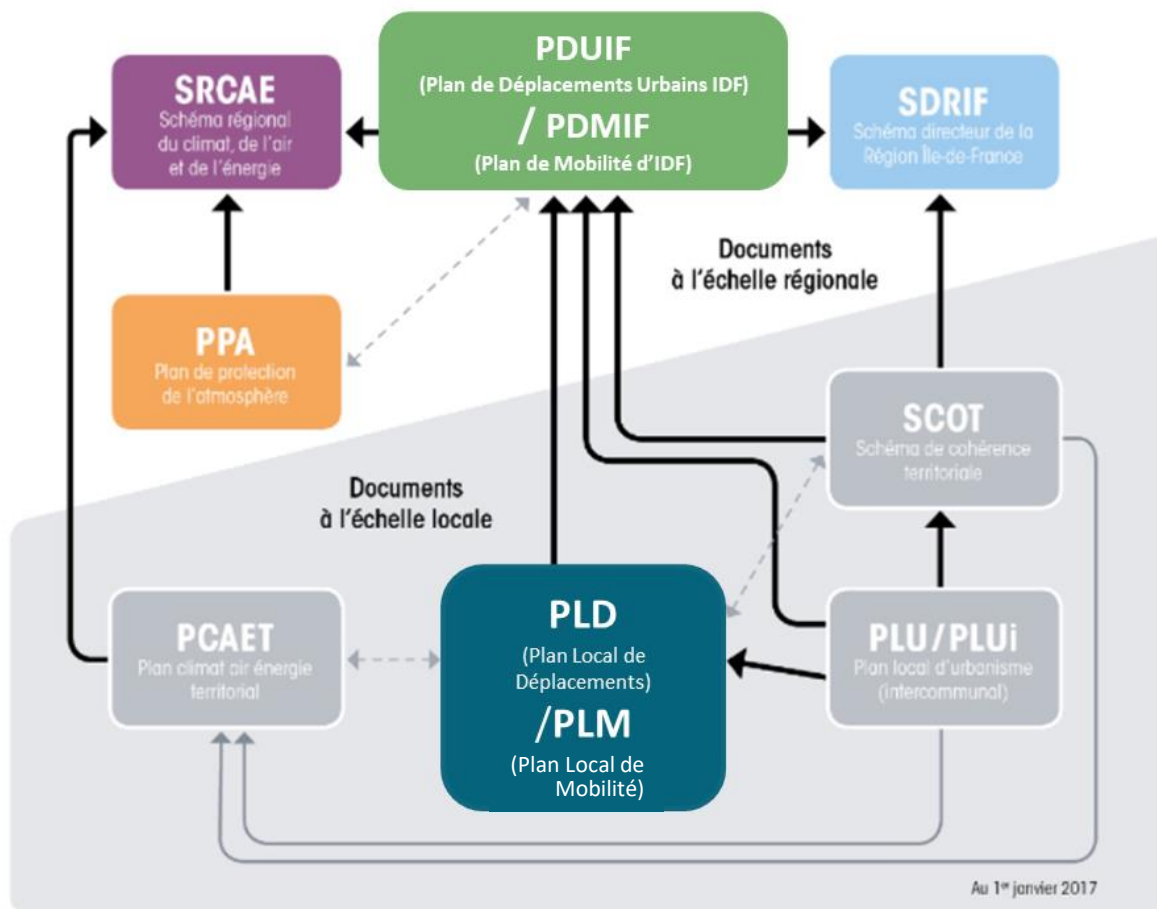 PDUIF
(Plan de Déplacements Urbains IDF)
/ PDMIF
(Plan de Mobilité d'IDF)
SRCAE
Schéma régional
du climat, de l'air
et de l'énergie
SDRIF
Schéma directeur de la
Région Île-de-France
Documents
à l'échelle régionale
PPA
Plan de protection
de l'atmosphère
SCOT
Schéma de cohérence
territoriale
Documents
à l'échelle locale
PCAET
Plan climat air énergie
territorial
PLD
(Plan Local de
Déplacements)
/PLM
(Plan Local de
Mobilité)
PLU/PLUi
Plan local d'urbanisme
(intercommunal)
Au 1er janvier 2017